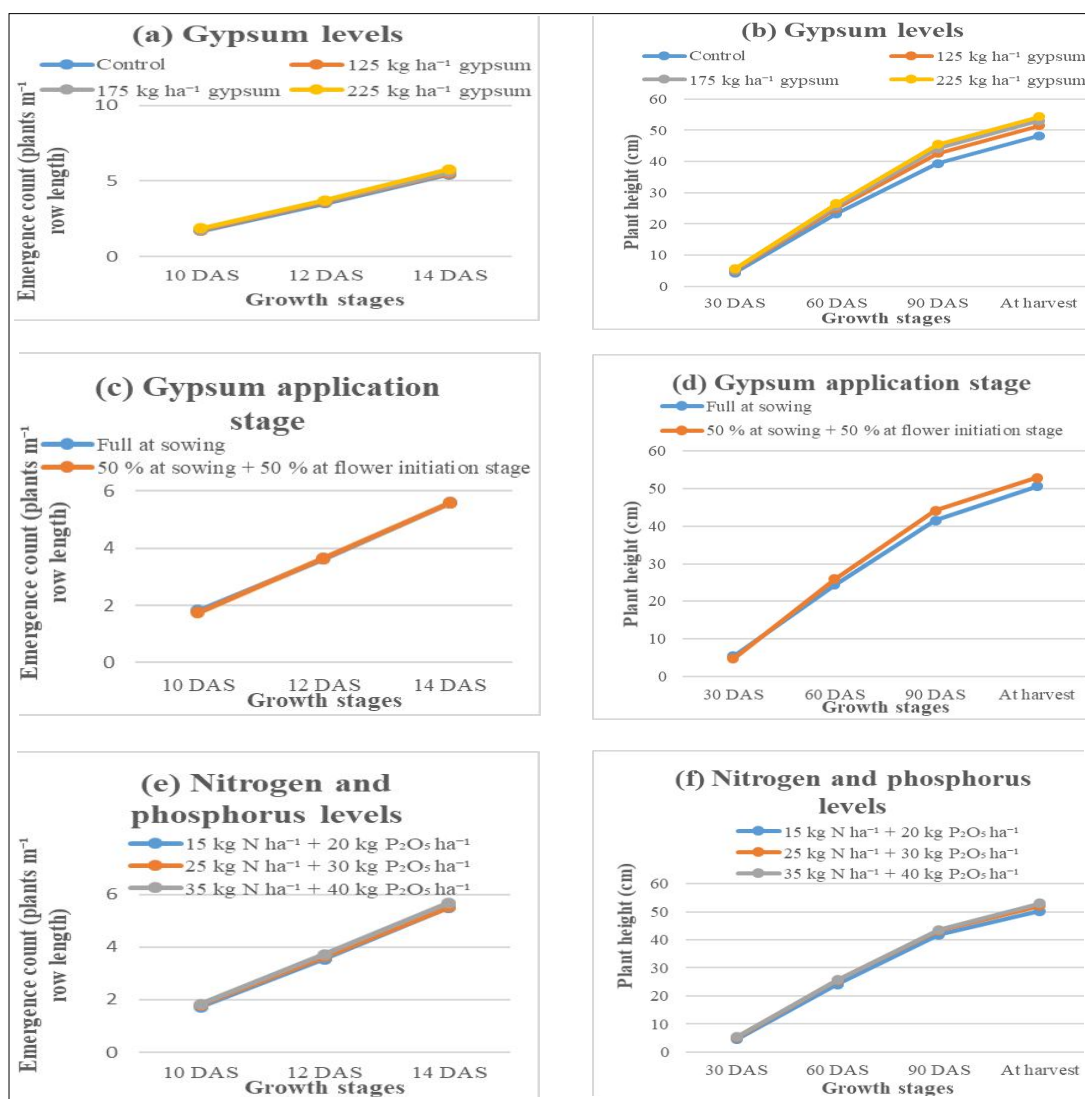 (a) Gypsum levels
Control
125 kg ha⁻¹ gypsum
175 kg ha⁻¹ gypsum
225 kg ha⁻¹ gypsum
Emergence count (plants m⁻¹
row length)
10
5
0
10 DAS 12 DAS 14 DAS
Growth stages
(b) Gypsum levels
Control
125 kg ha⁻¹ gypsum
175 kg ha⁻¹ gypsum
225 kg ha⁻¹ gypsum
Plant height (cm)
60
50
40
30
20
10
0
30 DAS 60 DAS 90 DAS At harvest
Growth stages
(c) Gypsum application
stage
Full at sowing
50 % at sowing + 50 % at flower initiation stage
Emergence count (plants m⁻¹
row length)
6
4
2
0
10 DAS 12 DAS 14 DAS
Growth stages
(d) Gypsum application stage
Full at sowing
50 % at sowing + 50 % at flower initiation stage
Plant height (cm)
60
50
40
30
20
10
0
30 DAS 60 DAS 90 DAS At harvest
Growth stages
(e) Nitrogen and
phosphorus levels
15 kg N ha⁻¹ + 20 kg P₂O₅ ha⁻¹
25 kg N ha⁻¹ + 30 kg P₂O₅ ha⁻¹
35 kg N ha⁻¹ + 40 kg P₂O₅ ha⁻¹
Emergence count (plants m⁻¹
row length)
6
4
2
0
10 DAS 12 DAS 14 DAS
Growth stages
(f) Nitrogen and phosphorus
levels
15 kg N ha⁻¹ + 20 kg P₂O₅ ha⁻¹
25 kg N ha⁻¹ + 30 kg P₂O₅ ha⁻¹
35 kg N ha⁻¹ + 40 kg P₂O₅ ha⁻¹
Plant height (cm)
60
50
40
30
20
10
0
30 DAS 60 DAS 90 DAS At harvest
Growth stages